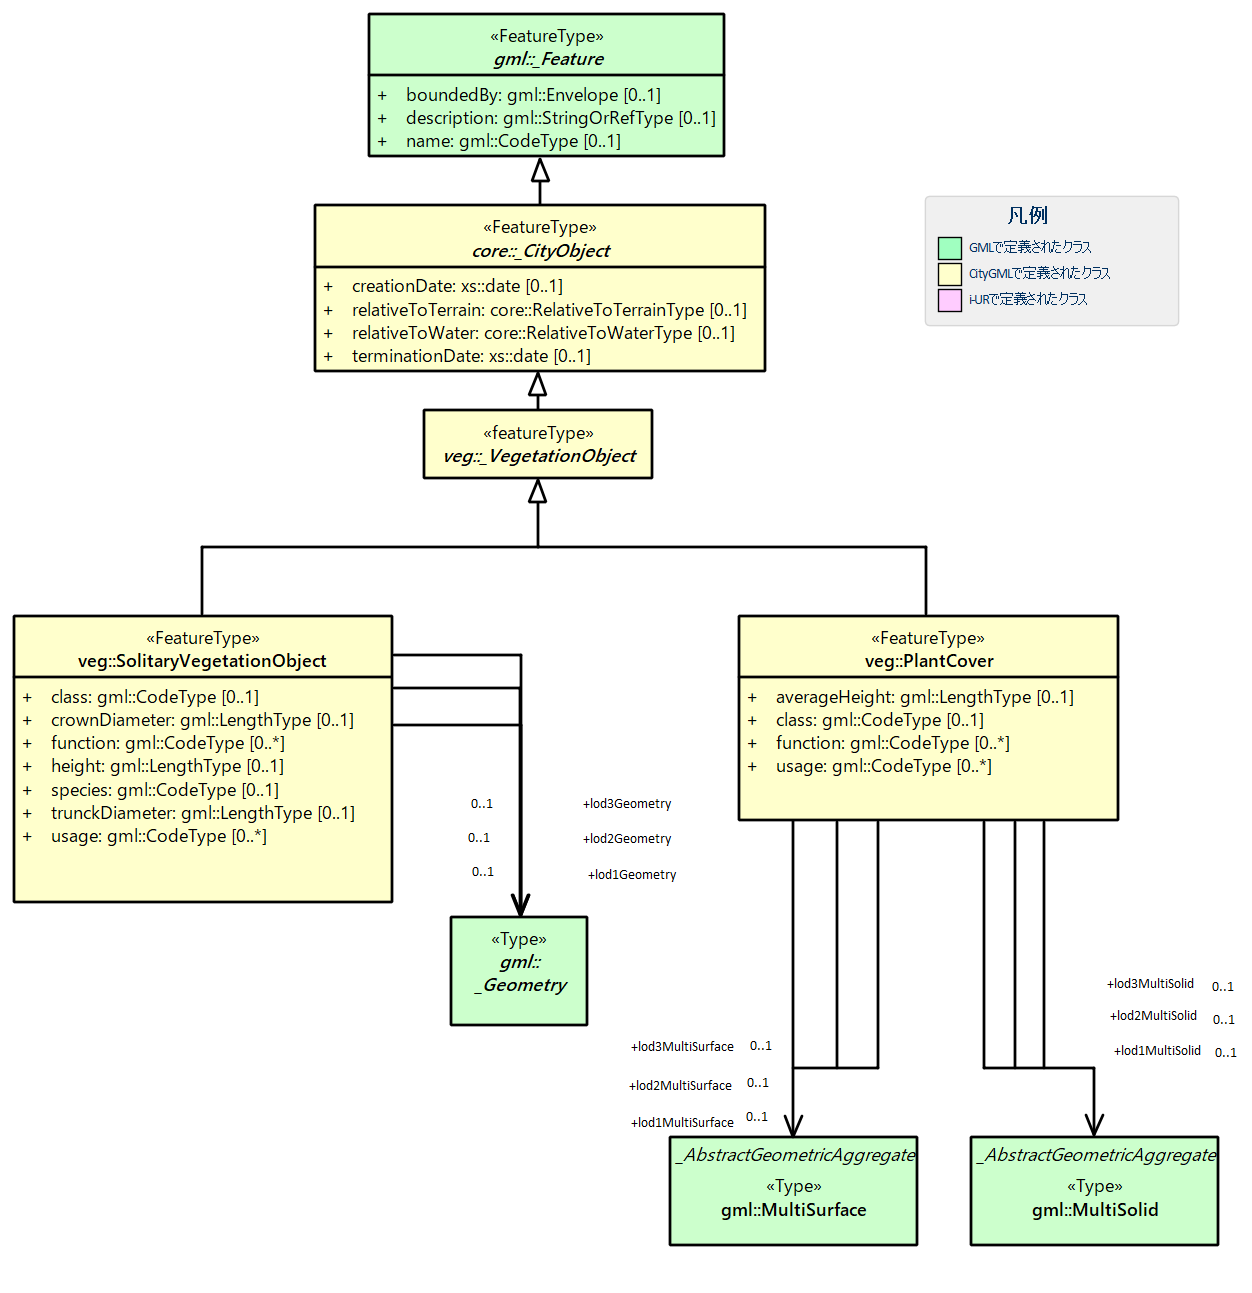 «FeatureType»
gml::_Feature
+ boundedBy: gml::Envelope [0..1]
+ description: gml::StringOrRefType [0..1]
+ name: gml::CodeType [0..1]
«FeatureType»
core::_CityObject
+ creationDate: xs::date [0..1]
+ relativeToTerrain: core::RelativeToTerrainType [0..1]
+ relativeToWater: core::RelativeToWaterType [0..1]
+ terminationDate: xs::date [0..1]
凡例
GMLで定義されたクラス
CityGMLで定義されたクラス
i-URで定義されたクラス
«featureType»
veg::_VegetationObject
«FeatureType»
veg::SolitaryVegetationObject
+ class: gml::CodeType [0..1]
+ crownDiameter: gml::LengthType [0..1]
+ function: gml::CodeType [0..*]
+ height: gml::LengthType [0..1]
+ species: gml::CodeType [0..1]
+ trunckDiameter: gml::LengthType [0..1]
+ usage: gml::CodeType [0..*]
«FeatureType»
veg::PlantCover
+ averageHeight: gml::LengthType [0..1]
+ class: gml::CodeType [0..1]
+ function: gml::CodeType [0..*]
+ usage: gml::CodeType [0..*]
0..1 +lod3Geometry
0..1 +lod2Geometry
0..1 +lod1Geometry
«Type»
gml::
_Geometry
+lod3MultiSurface 0..1
+lod2MultiSurface 0..1
+lod1MultiSurface 0..1
+lod3MultiSolid 0..1
+lod2MultiSolid 0..1
+lod1MultiSolid 0..1
_AbstractGeometricAggregate
«Type»
gml::MultiSurface
_AbstractGeometricAggregate
«Type»
gml::MultiSolid